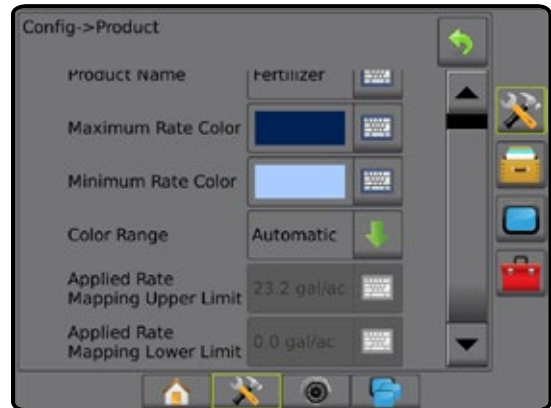 Config->Product
Product Name Fertilizer
Maximum Rate Color
Minimum Rate Color
Color Range Automatic
Applied Rate
Mapping Upper Limit 23.2 gal/ac
Applied Rate
Mapping Lower Limit 0.0 gal/ac